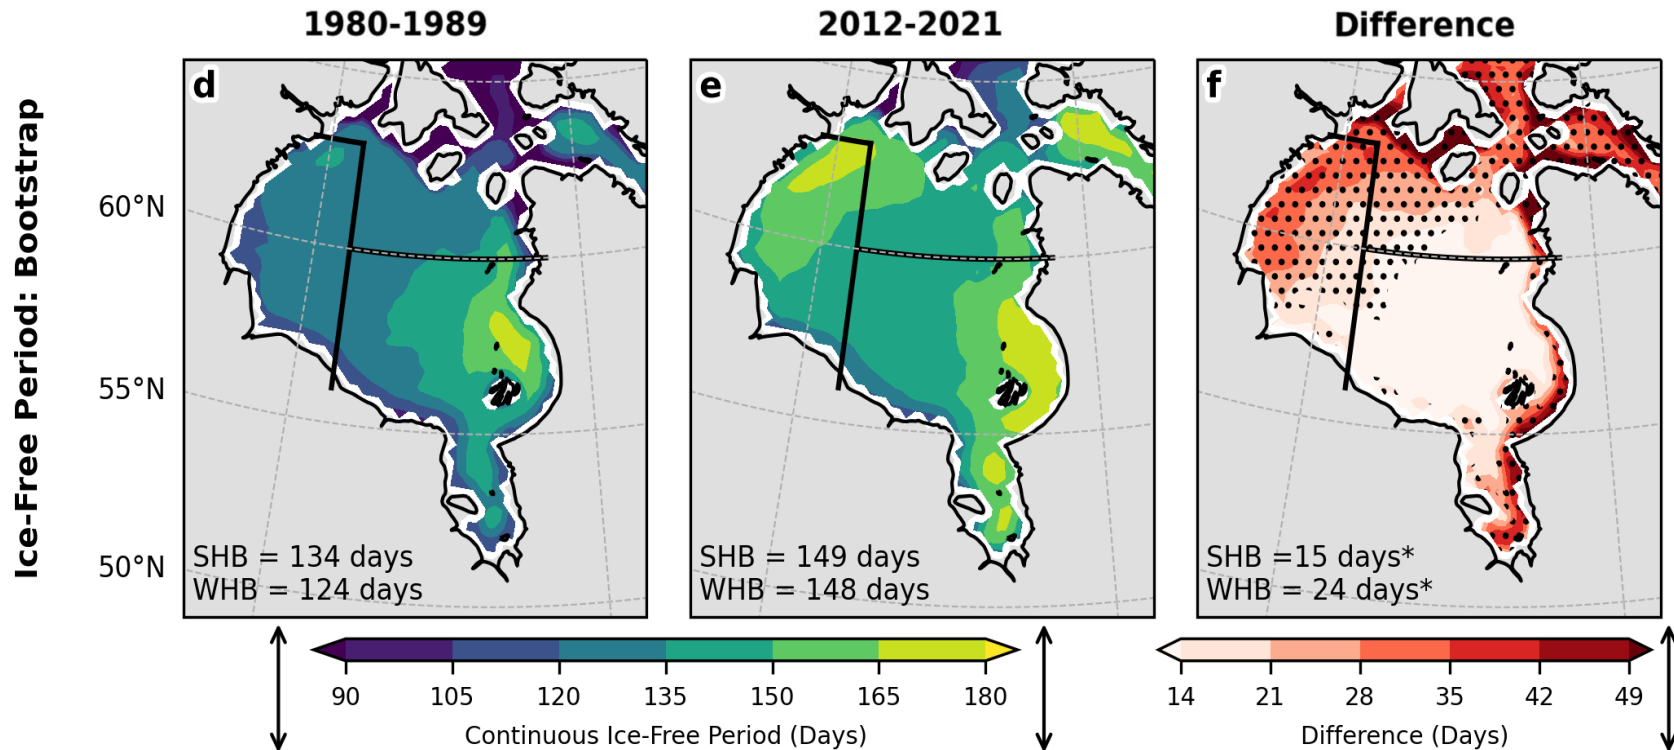 1980-1989
2012-2021
Difference
Ice-Free Period: Bootstrap
d
e
f
60°N
55°N
50°N
SHB = 134 days
WHB = 124 days
SHB = 149 days
WHB = 148 days
SHB =15 days*
WHB = 24 days*
90 105 120 135 150 165 180
Continuous Ice-Free Period (Days)
14 21 28 35 42 49
Difference (Days)